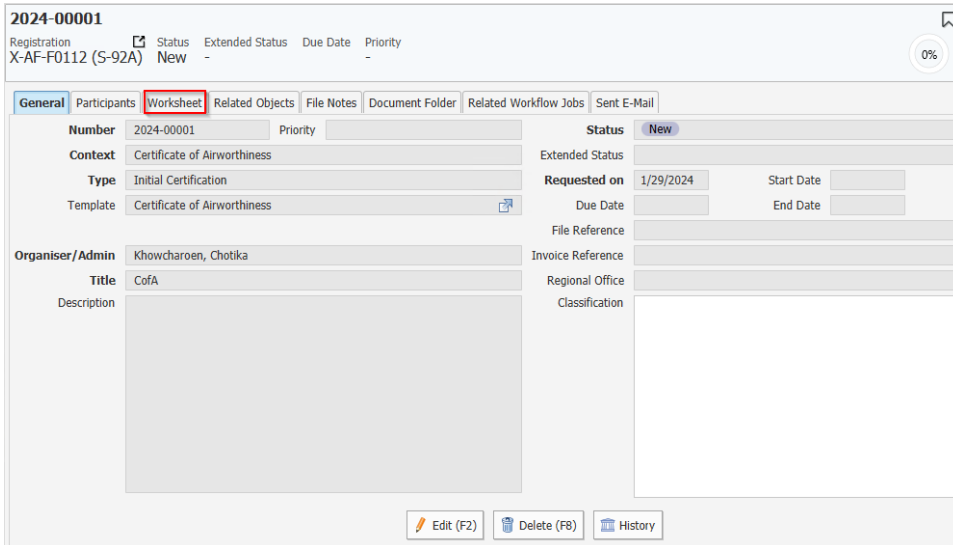 2024-00001
Registration Status Extended Status Due Date Priority
X-AF-F0112 (S-92A) New - -
0%
General Participants Worksheet Related Objects File Notes Document Folder Related Workflow Jobs Sent E-Mail
Number 2024-00001 Priority Status New
Context Certificate of Airworthiness Extended Status
Type Initial Certification Requested on 1/29/2024 Start Date
Template Certificate of Airworthiness Due Date End Date
File Reference
Organiser/Admin Khowcharoen, Chotika Invoice Reference
Title CofA Regional Office
Description Classification
Edit (F2) Delete (F8) History